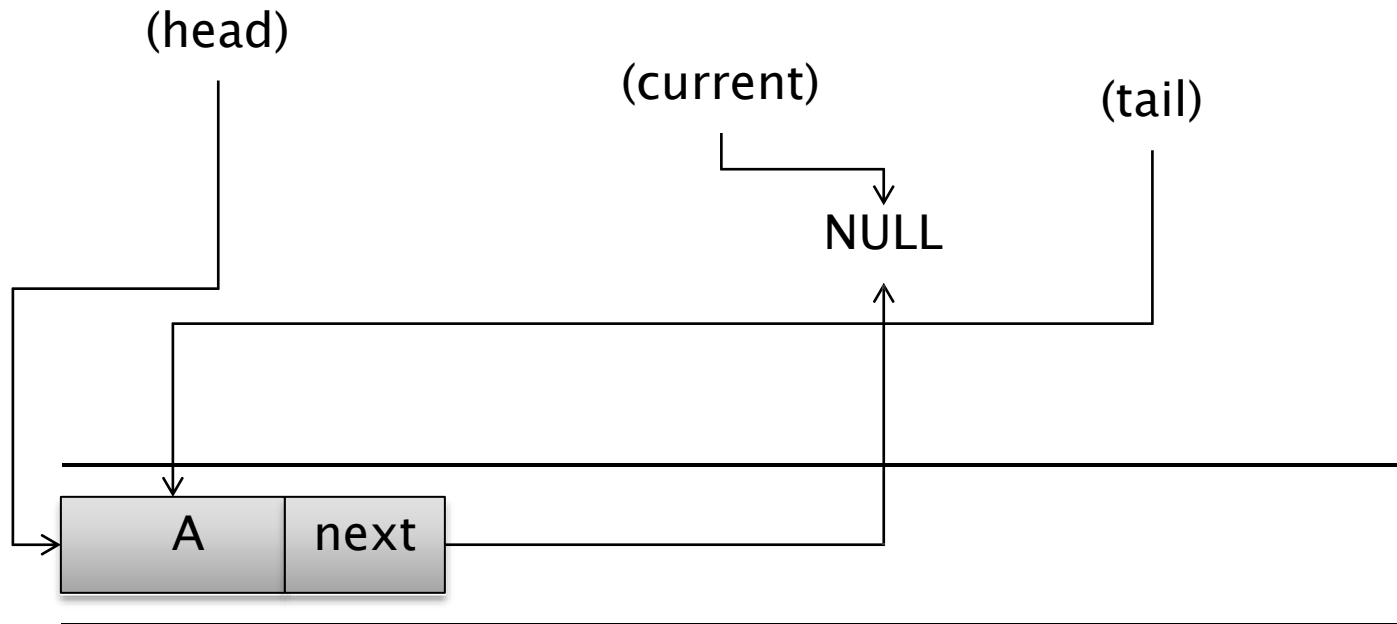 (head)
(current)
(tail)
NULL
A next